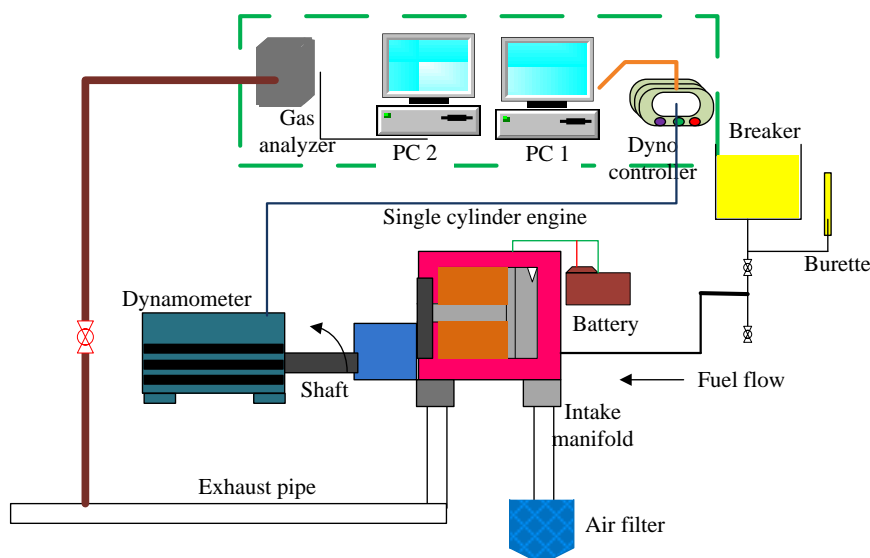 Gas
analyzer
PC 2
PC 1
Dyno
controller
Breaker
Single cylinder engine
Burette
Dynamometer
Battery
Shaft
Fuel flow
Intake
manifold
Exhaust pipe
Air filter